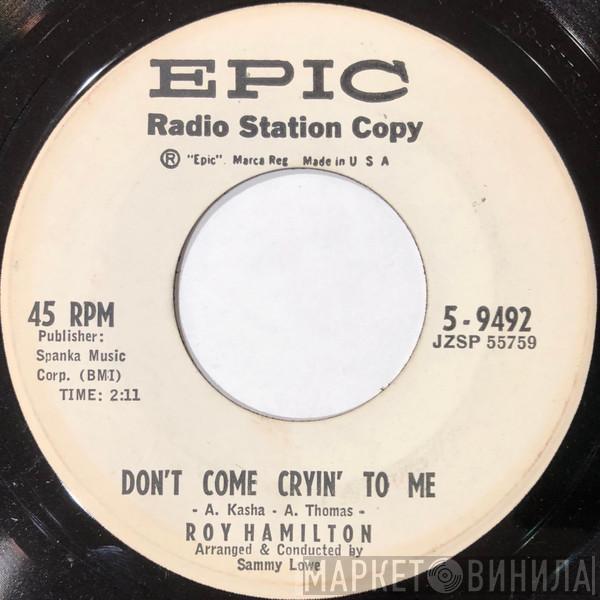 EPIC
Radio Station Copy
® "Epic". Marca Reg Made in U S A
45 RPM
Publisher:
Spanka Music
Corp. (BMI)
TIME: 2:11
5-9492
JZSP 55759
DON'T COME CRYIN' TO ME
- A. Kasha - A. Thomas -
ROY HAMILTON
Arranged & Conducted by
Sammy Lowe
МАРКЕТ ВИНИЛА